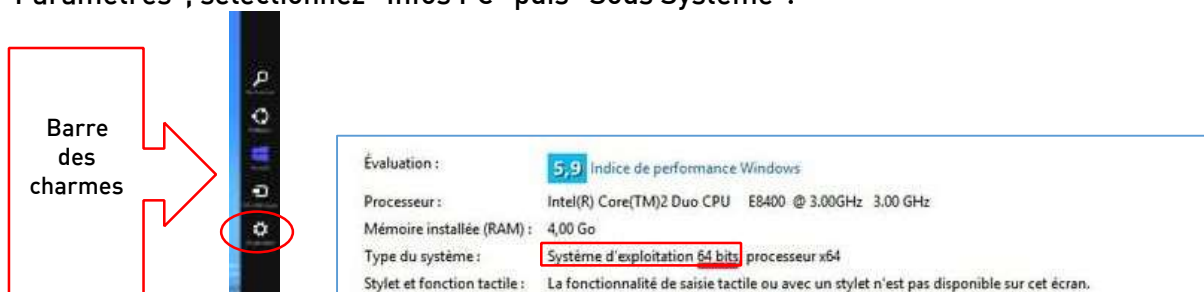 "Paramètres", sélectionnez "Infos PC" puis "Sous Système".
Barre
des
charmes
Évaluation :
5,9 Indice de performance Windows
Processeur : Intel(R) Core(TM)2 Duo CPU E8400 @ 3.00GHz 3.00 GHz
Mémoire installée (RAM) : 4,00 Go
Type du système : Système d'exploitation 64 bits, processeur x64
Stylet et fonction tactile : La fonctionnalité de saisie tactile ou avec un stylet n'est pas disponible sur cet écran.